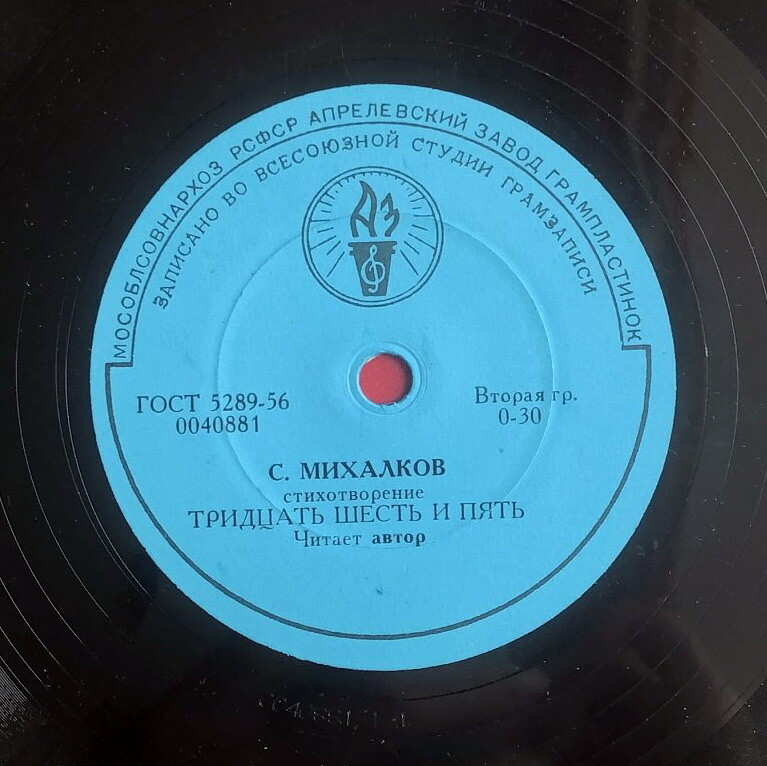 МОСОБЛСОВНАРХОЗ РСФСР АПРЕЛЕВСКИЙ ЗАВОД ГРАМПЛАСТИНОК
ЗАПИСАНО ВО ВСЕСОЮЗНОЙ СТУДИИ ГРАМЗАПИСИ
АЗ
ГОСТ 5289-56
0040881
Вторая гр.
0-30
С. МИХАЛКОВ
стихотворение
ТРИДЦАТЬ ШЕСТЬ И ПЯТЬ
Читает автор